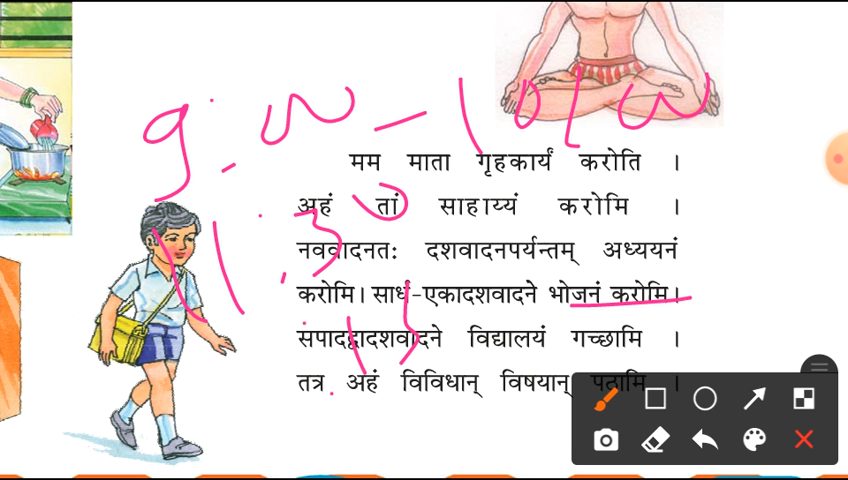 मम माता गृहकार्यं करोति ।
अहं तां साहाय्यं करोमि ।
नववादनतः दशवादनपर्यन्तम् अध्ययनं
करोमि। सार्ध-एकादशवादने भोजनं करोमि।
सपादद्वादशवादने विद्यालयं गच्छामि ।
तत्र अहं विविधान् विषयान् पठामि ।